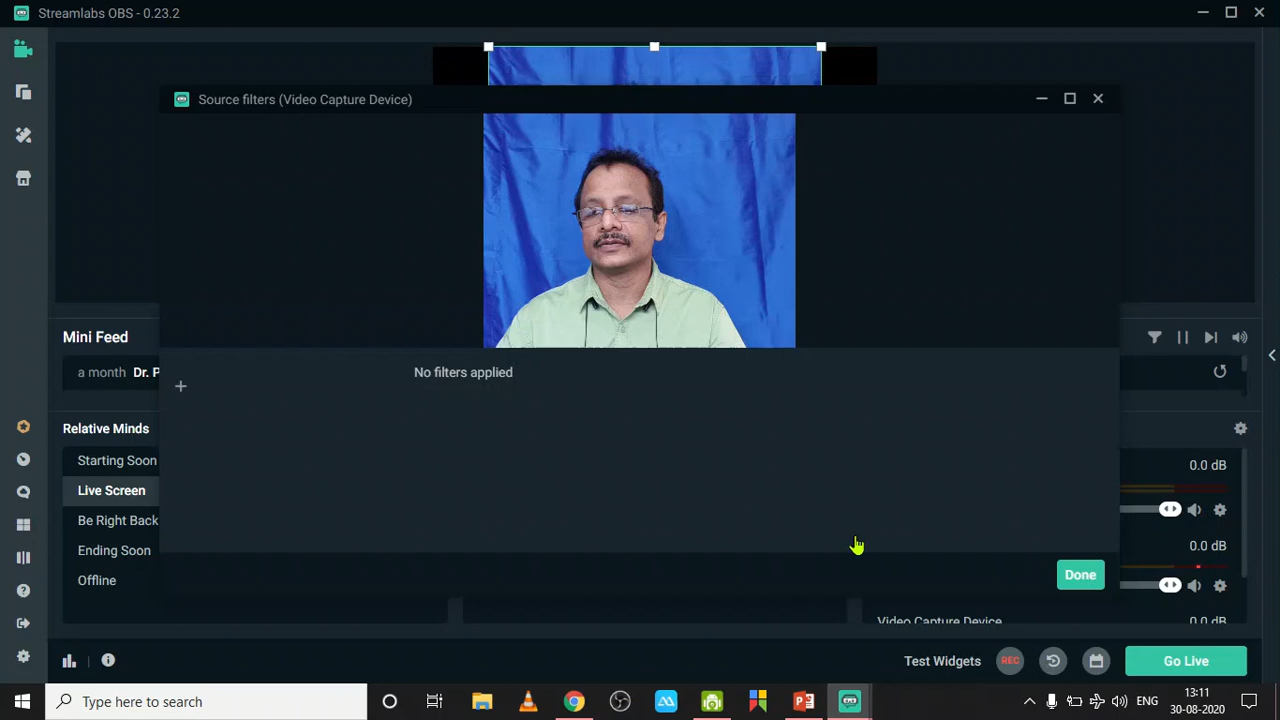 Streamlabs OBS - 0.23.2
Source filters (Video Capture Device)
Mini Feed
a month Dr. P
No filters applied
Relative Minds
Starting Soon
Live Screen
Be Right Back
Ending Soon
Offline
0.0 dB
0.0 dB
Done
Video Capture Device 0.0 dB
Test Widgets REC Go Live
Type here to search
ENG
13:11
30-08-2020